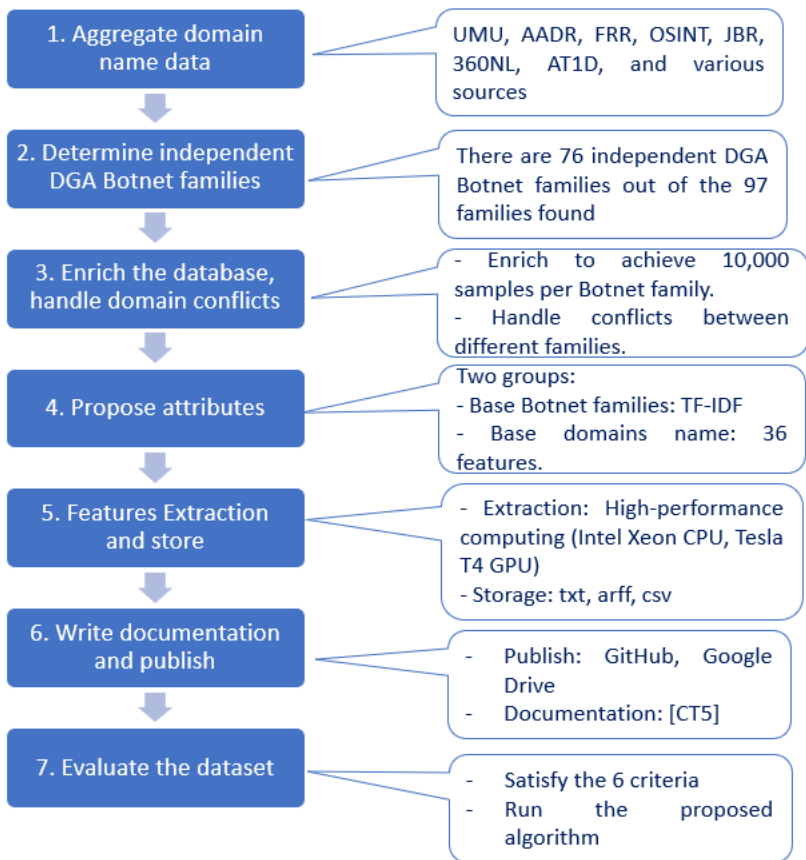 1. Aggregate domain
name data
UMU, AADR, FRR, OSINT, JBR,
360NL, AT1D, and various
sources
2. Determine independent
DGA Botnet families
There are 76 independent DGA
Botnet families out of the 97
families found
3. Enrich the database,
handle domain conflicts
- Enrich to achieve 10,000
samples per Botnet family.
- Handle conflicts between
different families.
4. Propose attributes
Two groups:
- Base Botnet families: TF-IDF
- Base domains name: 36
features.
5. Features Extraction
and store
- Extraction: High-performance
computing (Intel Xeon CPU, Tesla
T4 GPU)
- Storage: txt, arff, csv
6. Write documentation
and publish
- Publish: GitHub, Google
Drive
- Documentation: [CT5]
7. Evaluate the dataset
- Satisfy the 6 criteria
- Run the proposed
algorithm